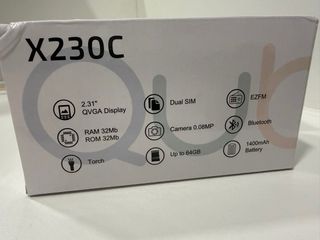 X230C
Qub
2.31"
QVGA Display
Dual SIM
EZFM
RAM 32Mb
ROM 32Mb
Camera 0.08MP
Bluetooth
Torch
Up to 64GB
1400mAh
Battery